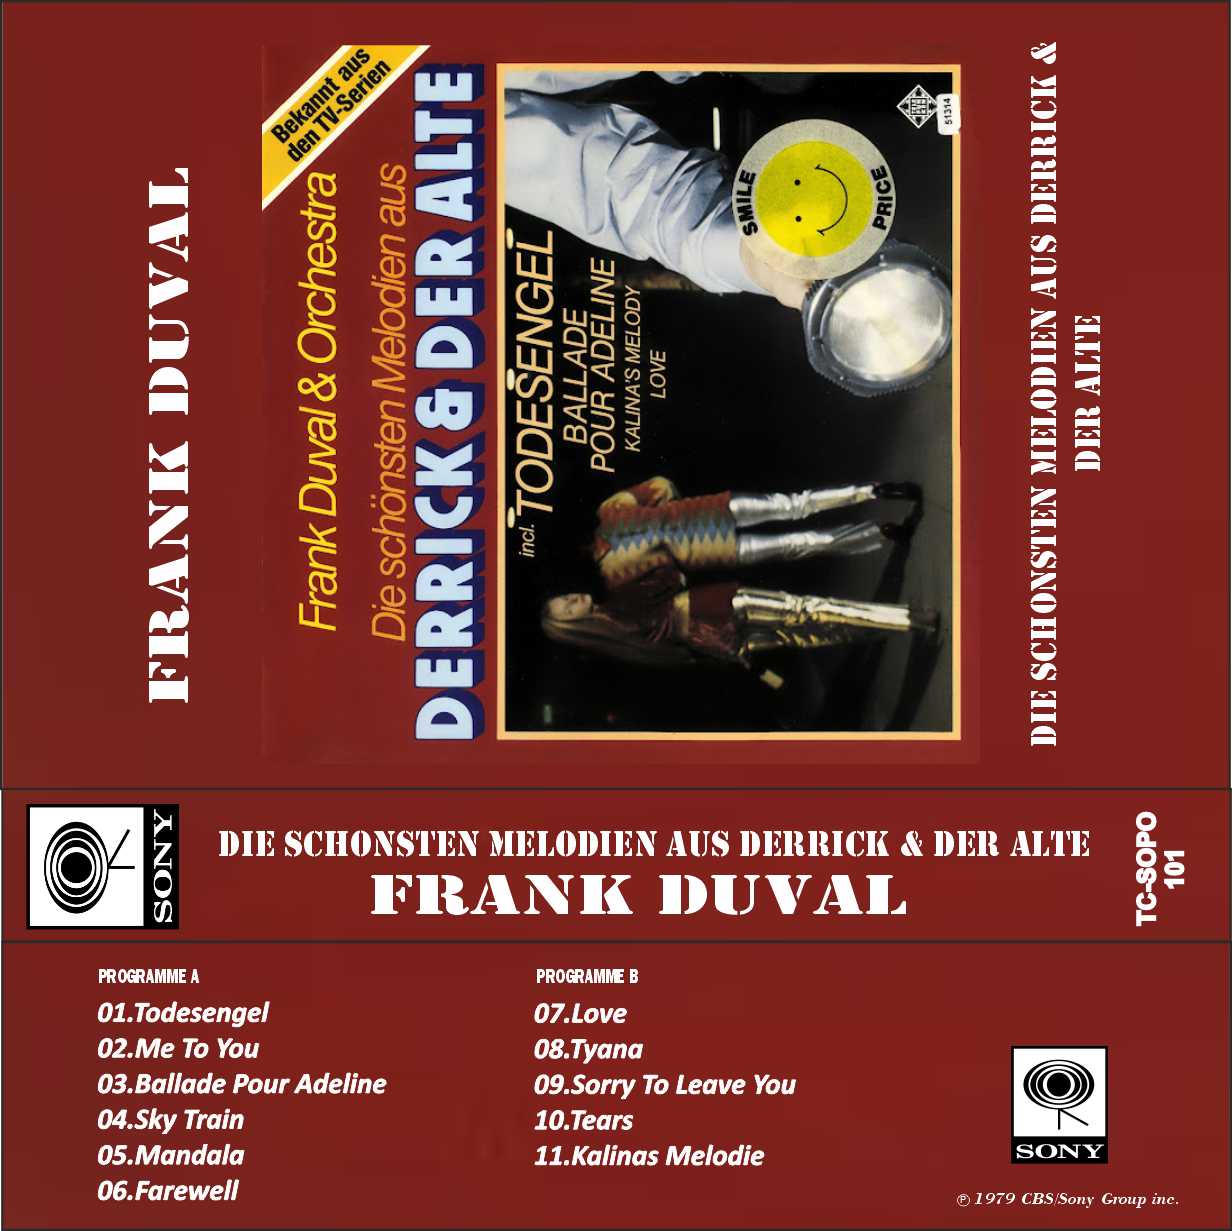 FRANK DUVAL
Bekannt aus
den TV-Serien
Frank Duval & Orchestra
Die schönsten Melodien aus
DERRICK & DER ALTE
incl. TODESENGEL
BALLADE
POUR ADELINE
KALINA'S MELODY
LOVE
SMILE
PRICE
51314
DIE SCHONSTEN MELODIEN AUS DERRICK &
DER ALTE
SONY
DIE SCHONSTEN MELODIEN AUS DERRICK & DER ALTE
FRANK DUVAL
TC-SOPO
101
PROGRAMME A
01.Todesengel
02.Me To You
03.Ballade Pour Adeline
04.Sky Train
05.Mandala
06.Farewell
PROGRAMME B
07.Love
08.Tyana
09.Sorry To Leave You
10.Tears
11.Kalinas Melodie
SONY
℗ 1979 CBS/Sony Group inc.